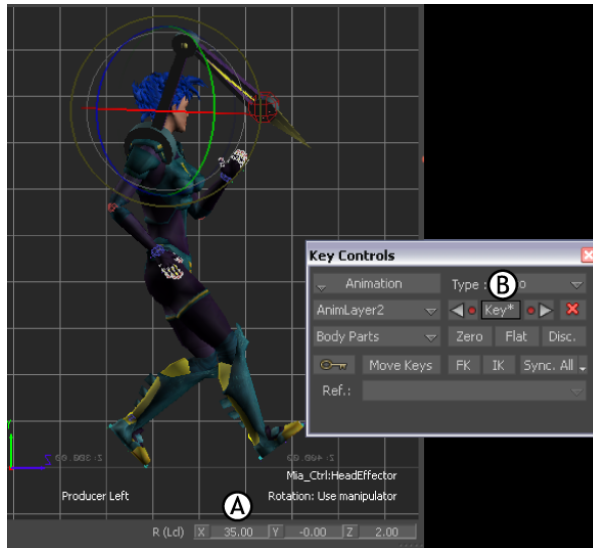 Key Controls
Animation
Type : B o
AnimLayer2
Key*
Body Parts
Zero Flat Disc.
Move Keys FK IK Sync. All
Ref.:
Mia_Ctrl:HeadEffector
Producer Left
Rotation: Use manipulator
A
R (Lcl) X 35.00 Y -0.00 Z 2.00